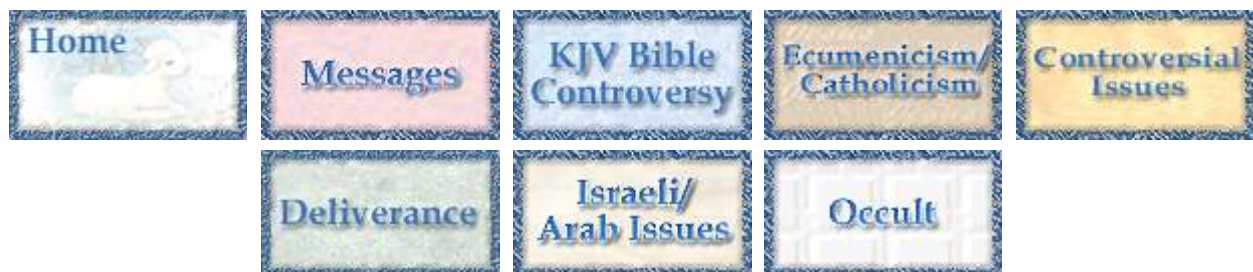 Home
Messages
KJV Bible
Controversy
Ecumenicism/
Catholicism
Controversial
Issues
Deliverance
Israeli/
Arab Issues
Occult